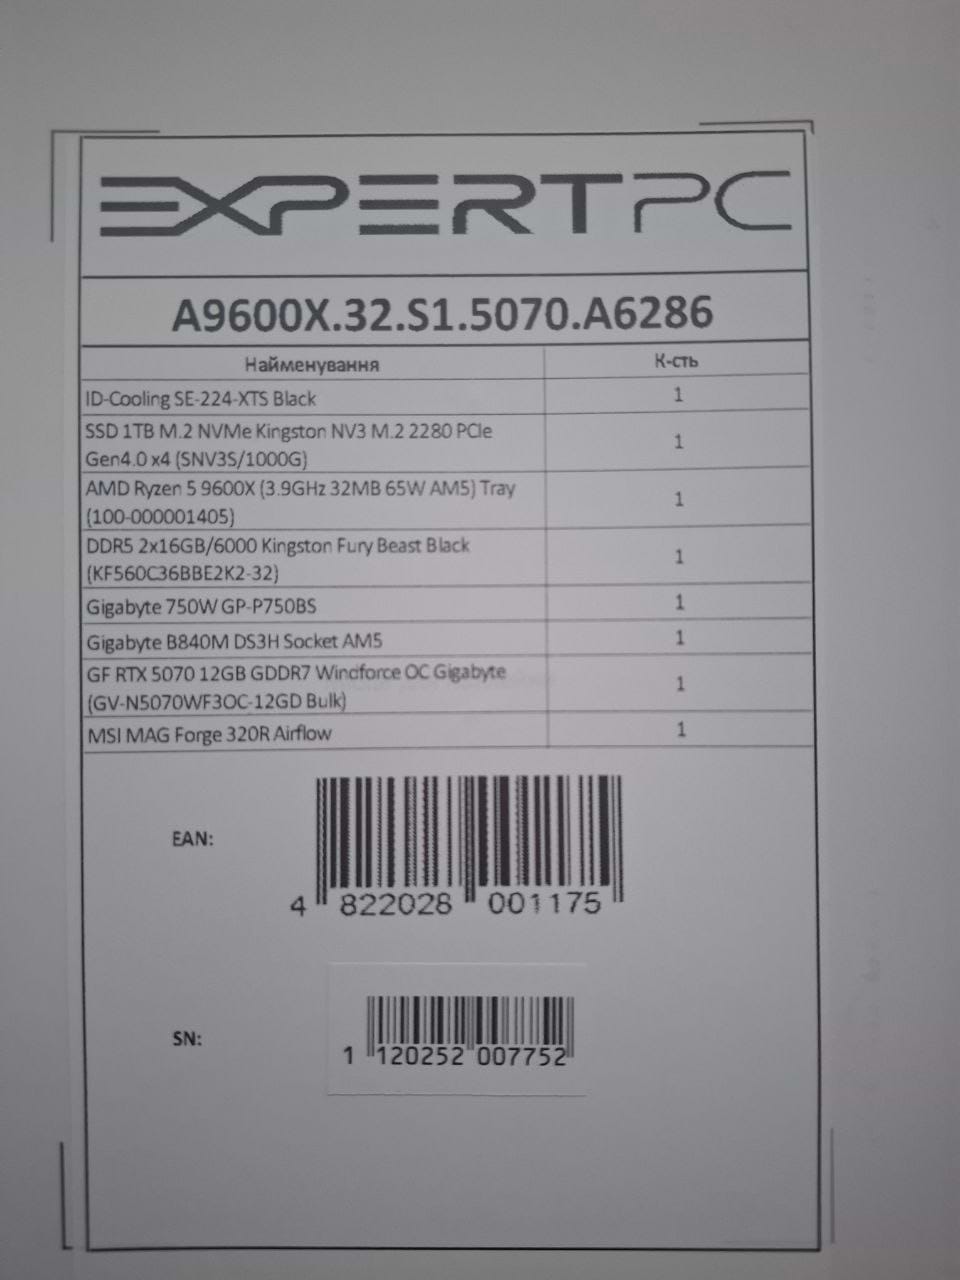 EXPERTPC
A9600X.32.S1.5070.A6286
Найменування К-сть
ID-Cooling SE-224-XTS Black 1
SSD 1TB M.2 NVMe Kingston NV3 M.2 2280 PCIe
Gen4.0 x4 (SNV3S/1000G) 1
AMD Ryzen 5 9600X (3.9GHz 32MB 65W AM5) Tray
(100-000001405) 1
DDR5 2x16GB/6000 Kingston Fury Beast Black
(KF560C36BBE2K2-32) 1
Gigabyte 750W GP-P750BS 1
Gigabyte B840M DS3H Socket AM5 1
GF RTX 5070 12GB GDDR7 Windforce OC Gigabyte
(GV-N5070WF3OC-12GD Bulk) 1
MSI MAG Forge 320R Airflow 1
EAN:
4 822028 001175
SN:
1 120252 007752